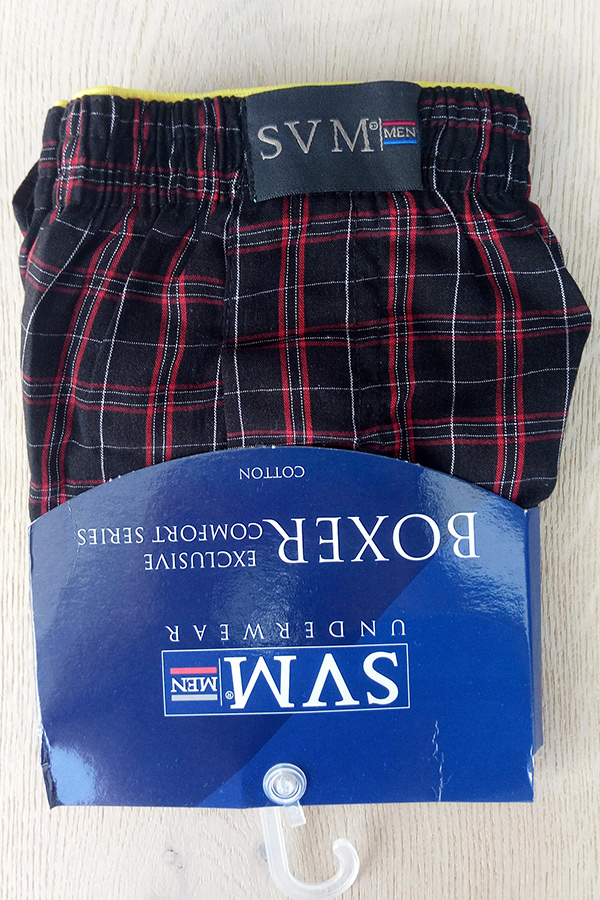 SVM® MEN
SVM® MEN
UNDERWEAR
BOXER EXCLUSIVE
COMFORT SERIES
COTTON